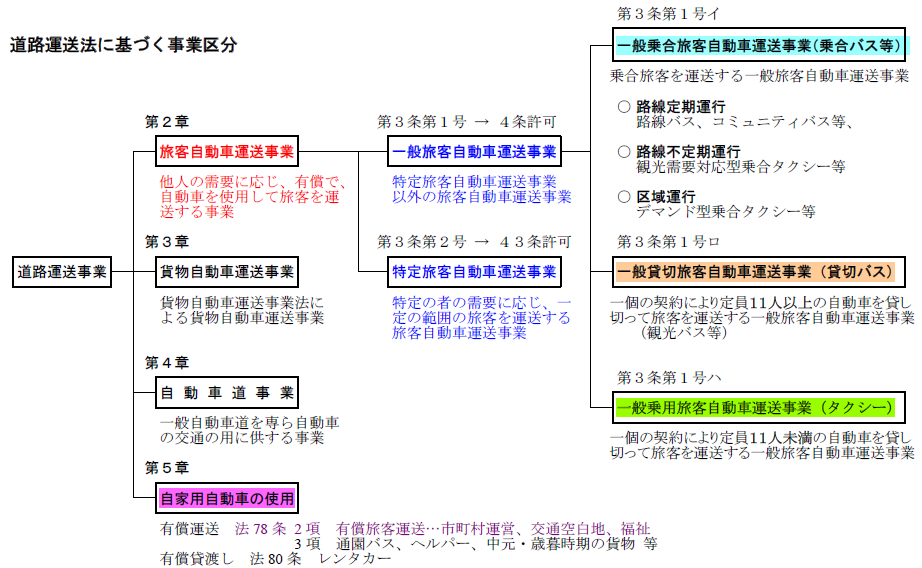 道路運送法に基づく事業区分
道路運送事業
第２章
旅客自動車運送事業
他人の需要に応じ、有償で、
自動車を使用して旅客を運
送する事業
第３章
貨物自動車運送事業
貨物自動車運送事業法に
よる貨物自動車運送事業
第４章
自動車道事業
一般自動車道を専ら自動車
の交通の用に供する事業
第５章
自家用自動車の使用
有償運送　法78条 2項　有償旅客運送…市町村運営、交通空白地、福祉
3項　通園バス、ヘルパー、中元・歳暮時期の貨物 等
有償貸渡し　法80条　レンタカー
第３条第１号 → ４条許可
一般旅客自動車運送事業
特定旅客自動車運送事業
以外の旅客自動車運送事業
第３条第２号 → ４３条許可
特定旅客自動車運送事業
特定の者の需要に応じ、一
定の範囲の旅客を運送する
旅客自動車運送事業
第３条第１号イ
一般乗合旅客自動車運送事業(乗合バス等)
乗合旅客を運送する一般旅客自動車運送事業
○ 路線定期運行
路線バス、コミュニティバス等、
○ 路線不定期運行
観光需要対応型乗合タクシー等
○ 区域運行
デマンド型乗合タクシー等
第３条第１号ロ
一般貸切旅客自動車運送事業（貸切バス）
一個の契約により定員11人以上の自動車を貸し
切って旅客を運送する一般旅客自動車運送事業
（観光バス等）
第３条第１号ハ
一般乗用旅客自動車運送事業（タクシー）
一個の契約により定員11人未満の自動車を貸し
切って旅客を運送する一般旅客自動車運送事業